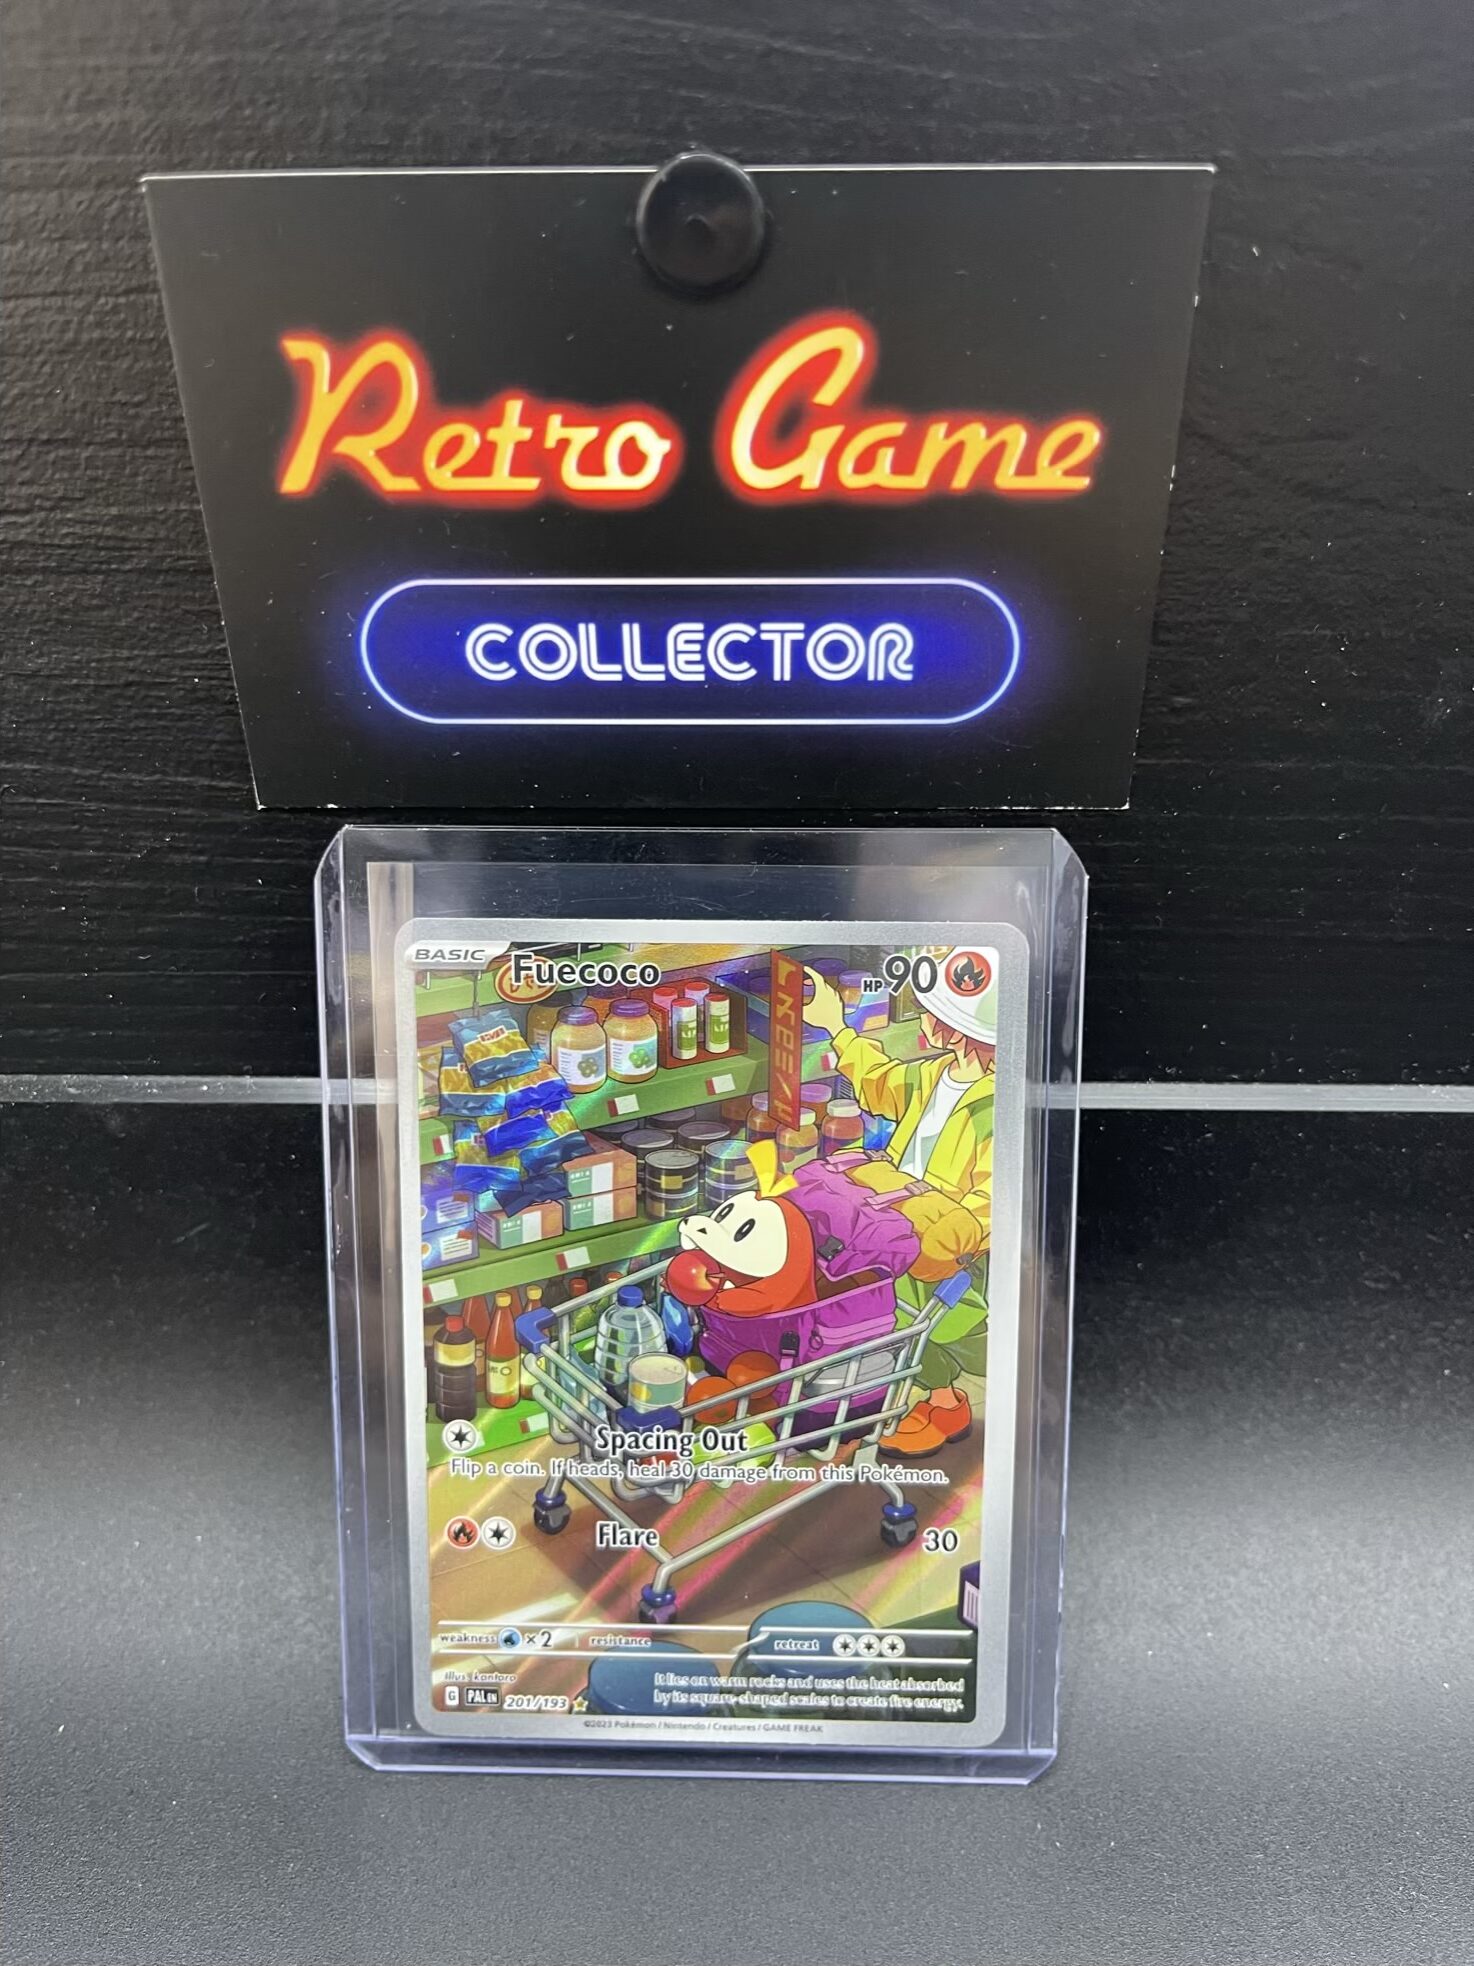 Retro Game
COLLECTOR
BASIC Fuecoco HP 90
Spacing Out
Flip a coin. If heads, heal 30 damage from this Pokémon.
Flare 30
weakness ×2 resistance retreat
illus. kantaro
It lies on warm rocks and uses the heat absorbed
by its square-shaped scales to create fire energy.
G PAL EN 201/193
©2023 Pokémon / Nintendo / Creatures / GAME FREAK